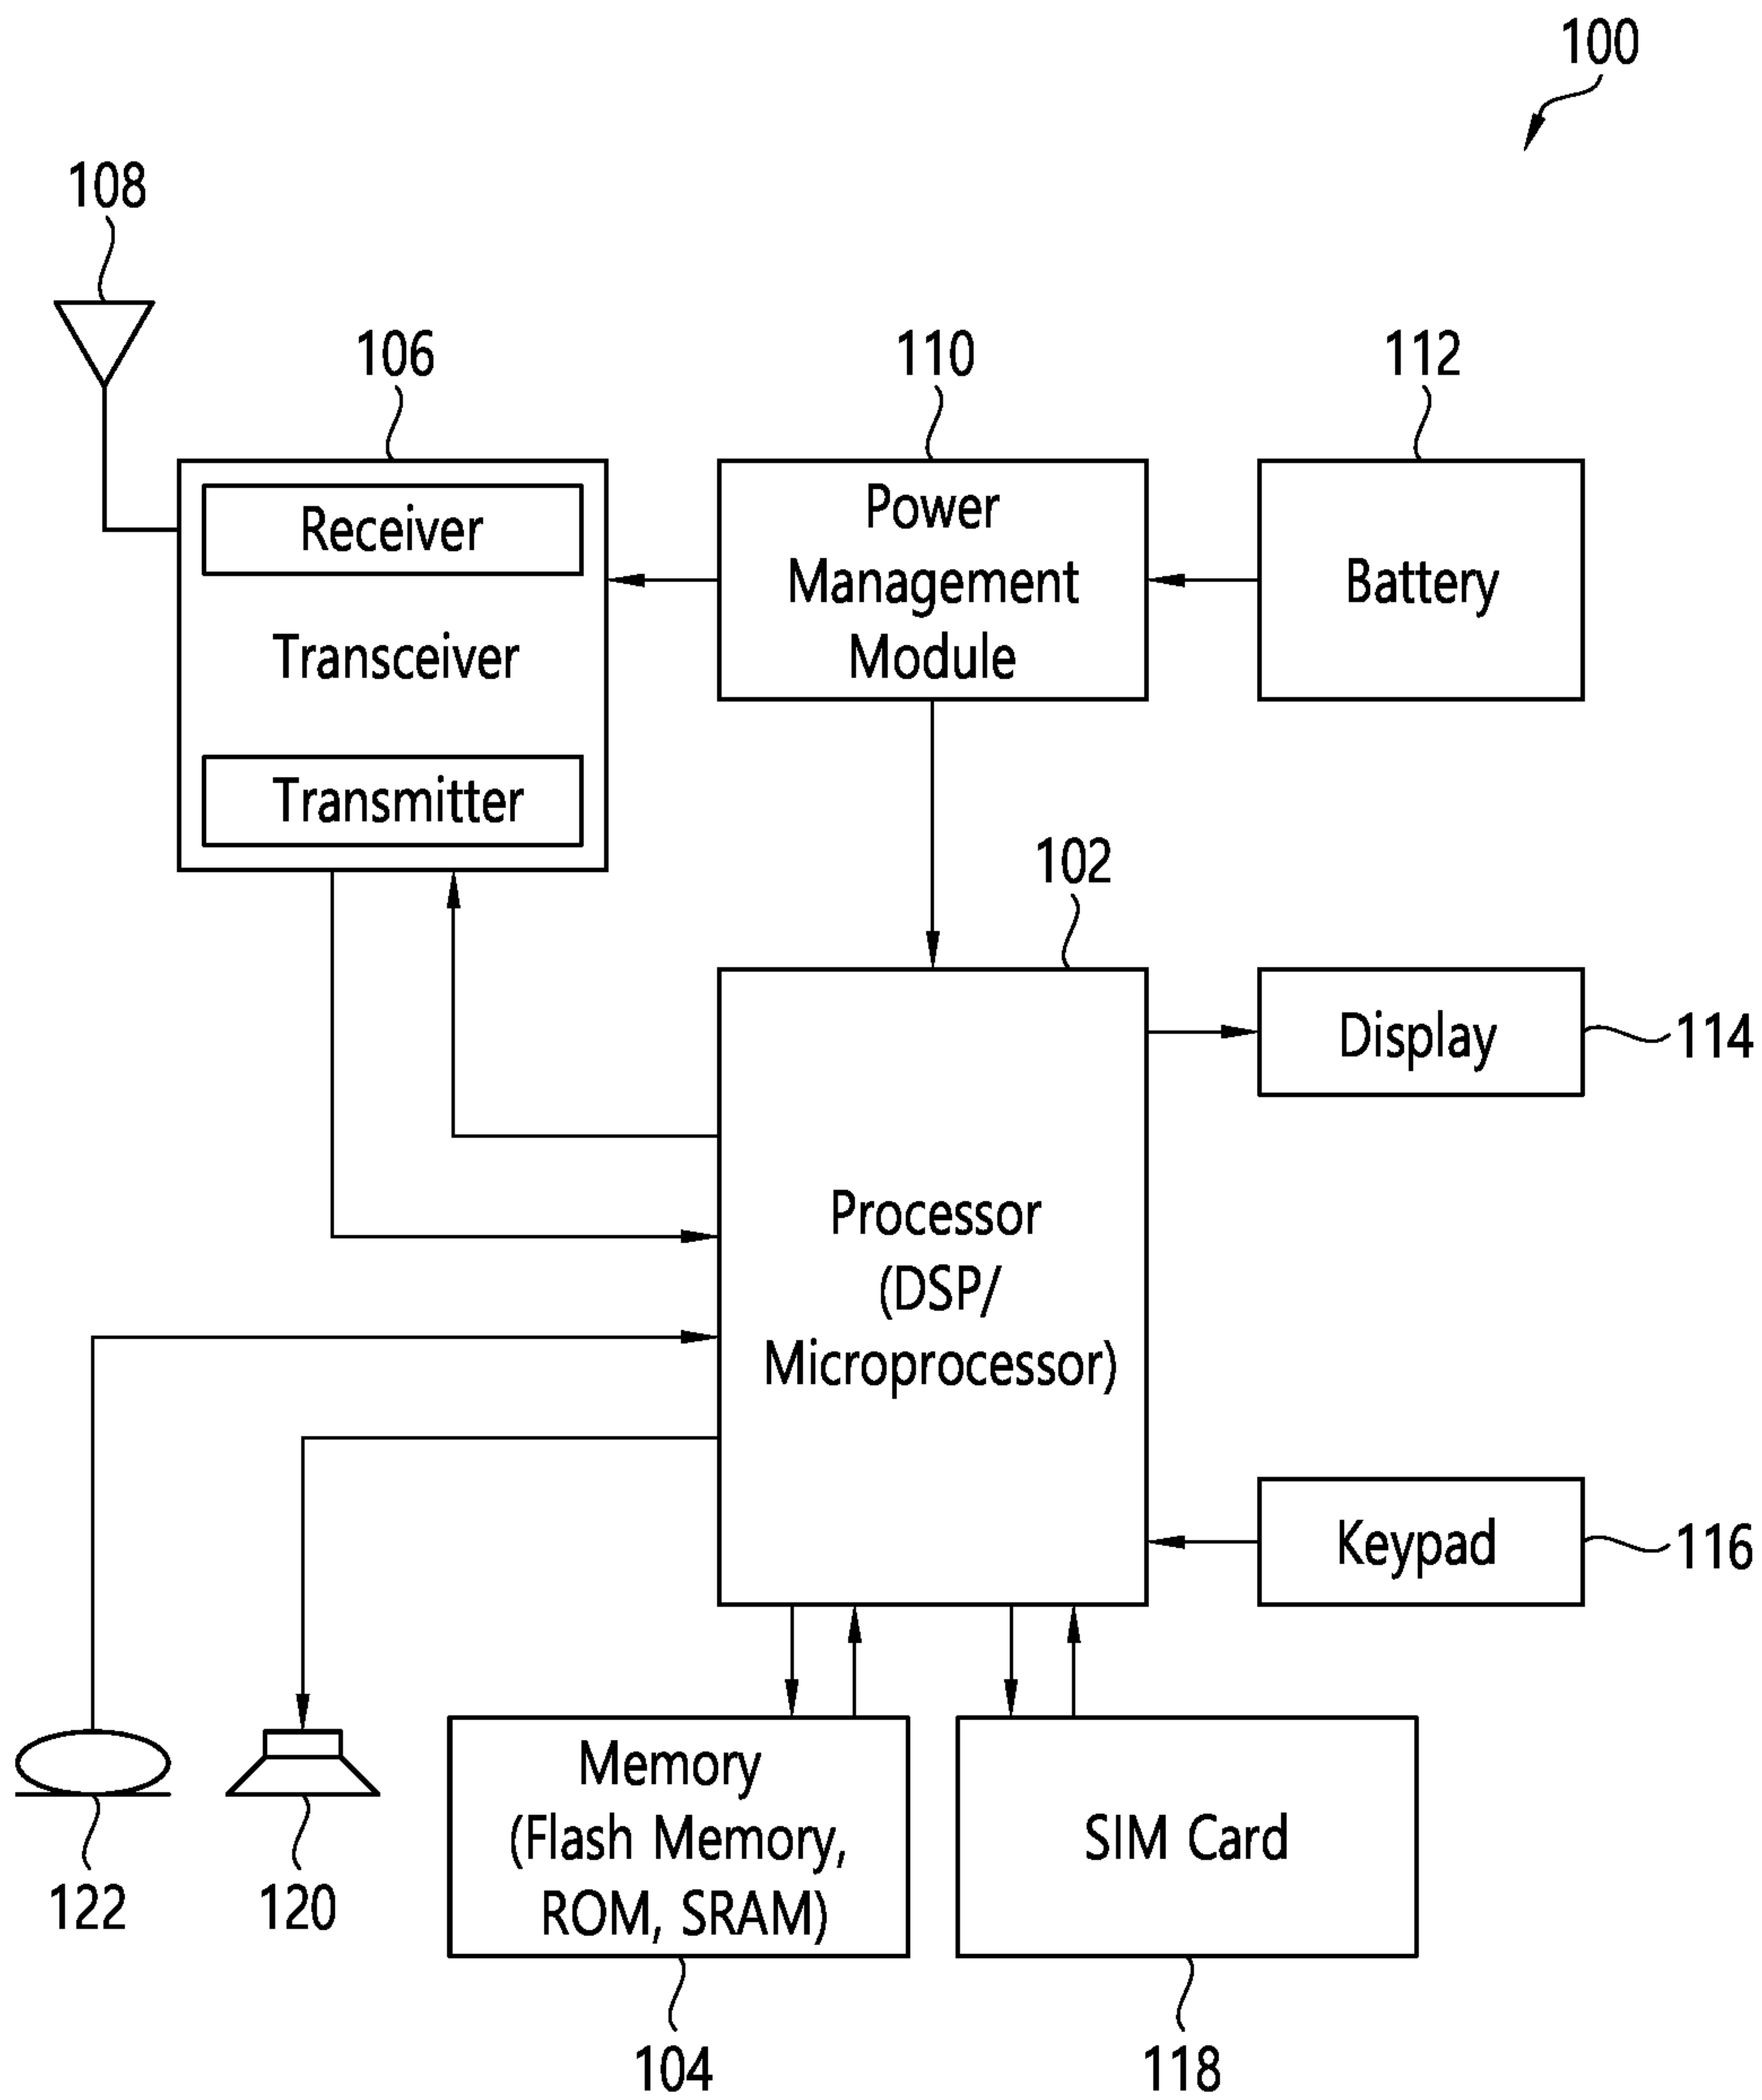 100
108
106
110
112
Receiver
Transceiver
Transmitter
Power
Management
Module
Battery
102
Display
114
Processor
(DSP/
Microprocessor)
Keypad
116
Memory
(Flash Memory,
ROM, SRAM)
SIM Card
122
120
104
118